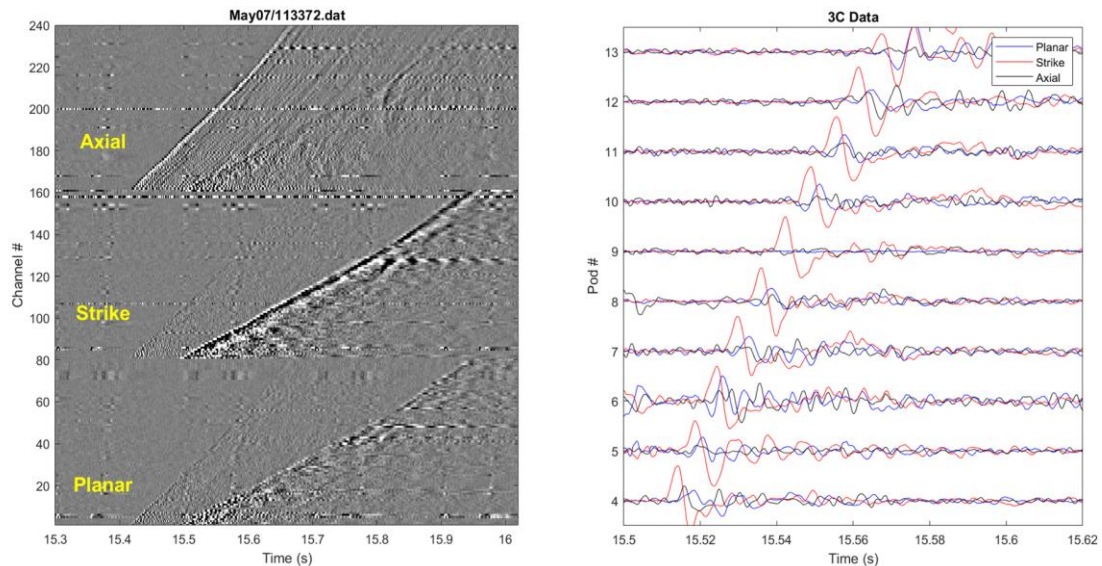 May07/113372.dat
240
220
200
180
160
140
120
100
80
60
40
20
Channel #
Axial
Strike
Planar
15.3 15.4 15.5 15.6 15.7 15.8 15.9 16
Time (s)
3C Data
13
12
11
10
9
8
7
6
5
4
Pod #
Planar
Strike
Axial
15.5 15.52 15.54 15.56 15.58 15.6 15.62
Time (s)